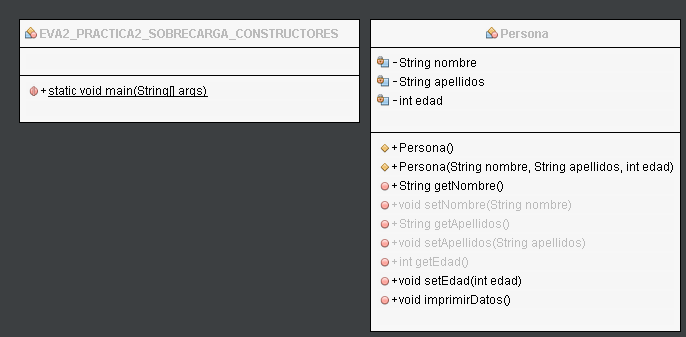 EVA2_PRACTICA2_SOBRECARGA_CONSTRUCTORES
+ static void main(String[] args)
Persona
- String nombre
- String apellidos
- int edad
+ Persona()
+ Persona(String nombre, String apellidos, int edad)
+ String getNombre()
+ void setNombre(String nombre)
+ String getApellidos()
+ void setApellidos(String apellidos)
+ int getEdad()
+ void setEdad(int edad)
+ void imprimirDatos()